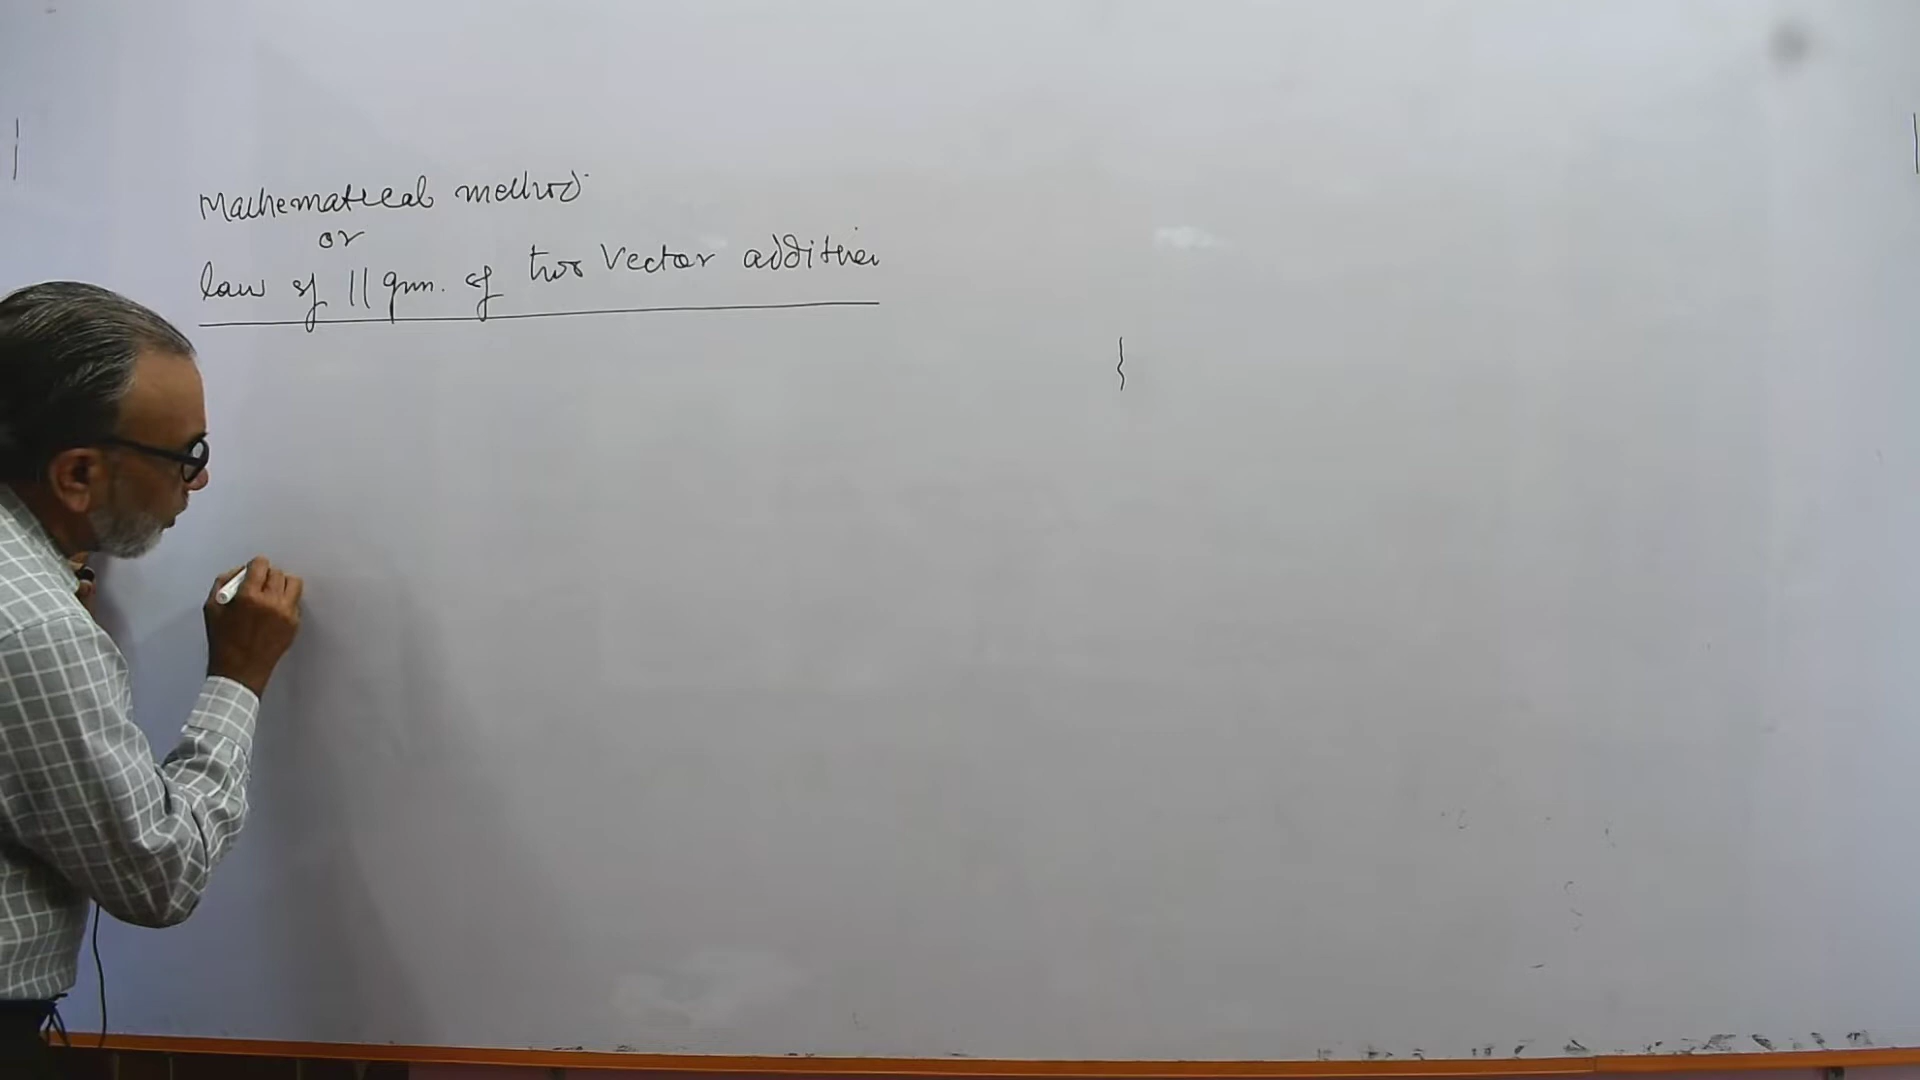 Mathematical method
or
law of ||gm. of two Vector addition